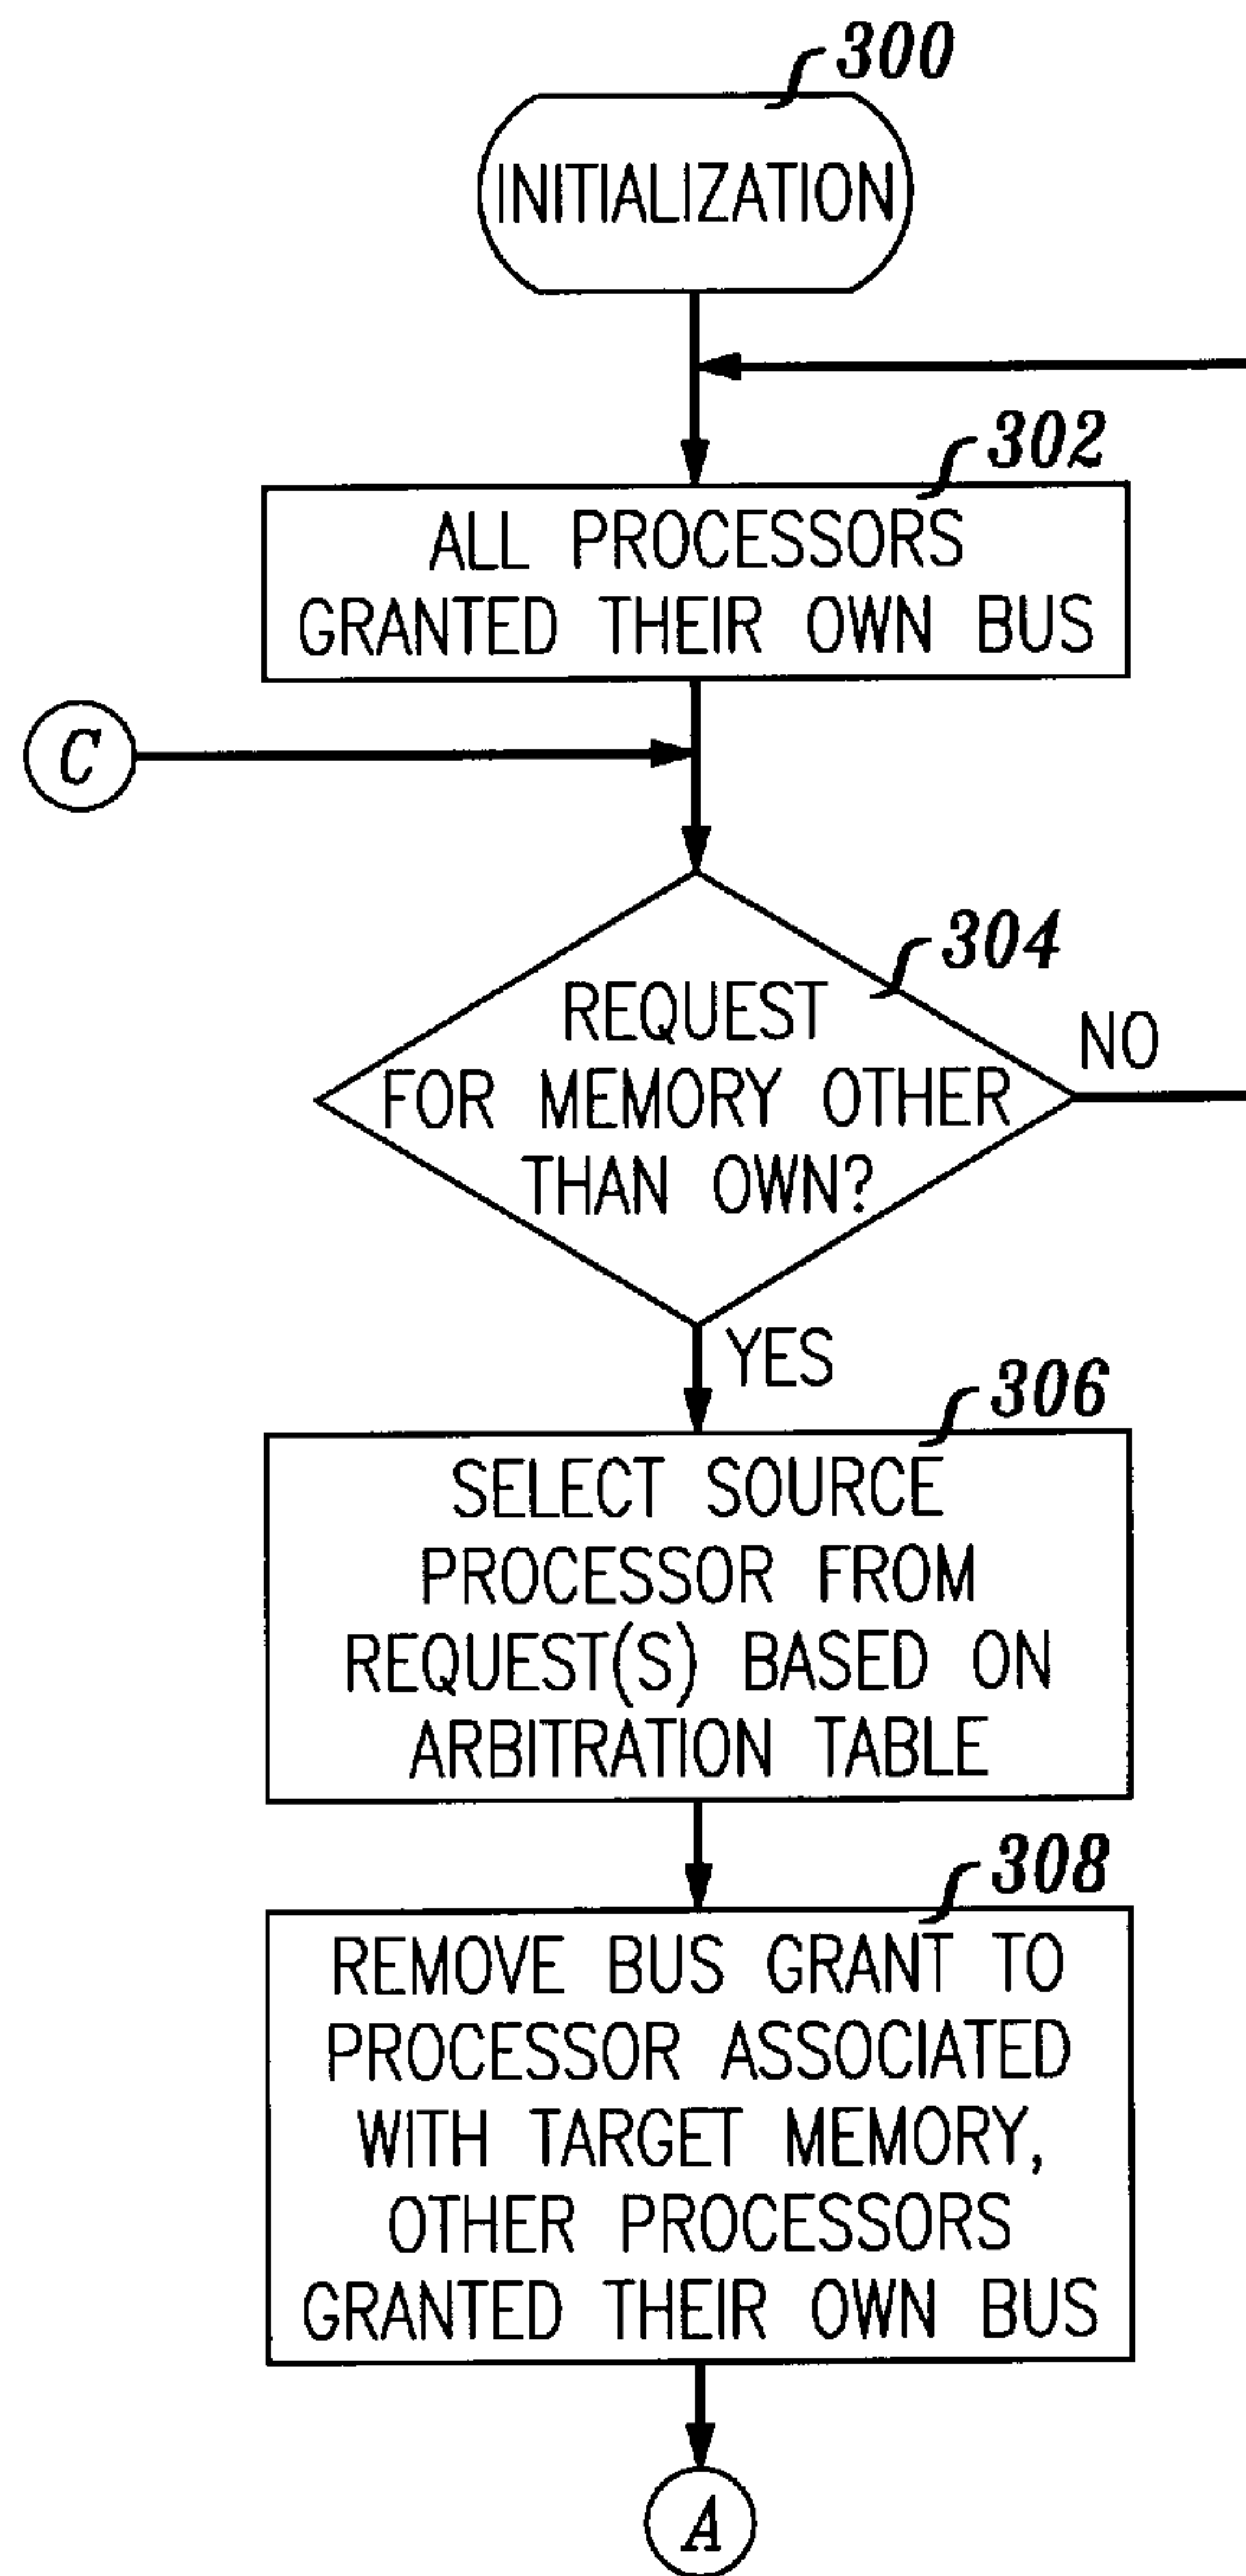 300
INITIALIZATION
302
ALL PROCESSORS
GRANTED THEIR OWN BUS
C
304
REQUEST
FOR MEMORY OTHER
THAN OWN?
NO
YES
306
SELECT SOURCE
PROCESSOR FROM
REQUEST(S) BASED ON
ARBITRATION TABLE
308
REMOVE BUS GRANT TO
PROCESSOR ASSOCIATED
WITH TARGET MEMORY,
OTHER PROCESSORS
GRANTED THEIR OWN BUS
A